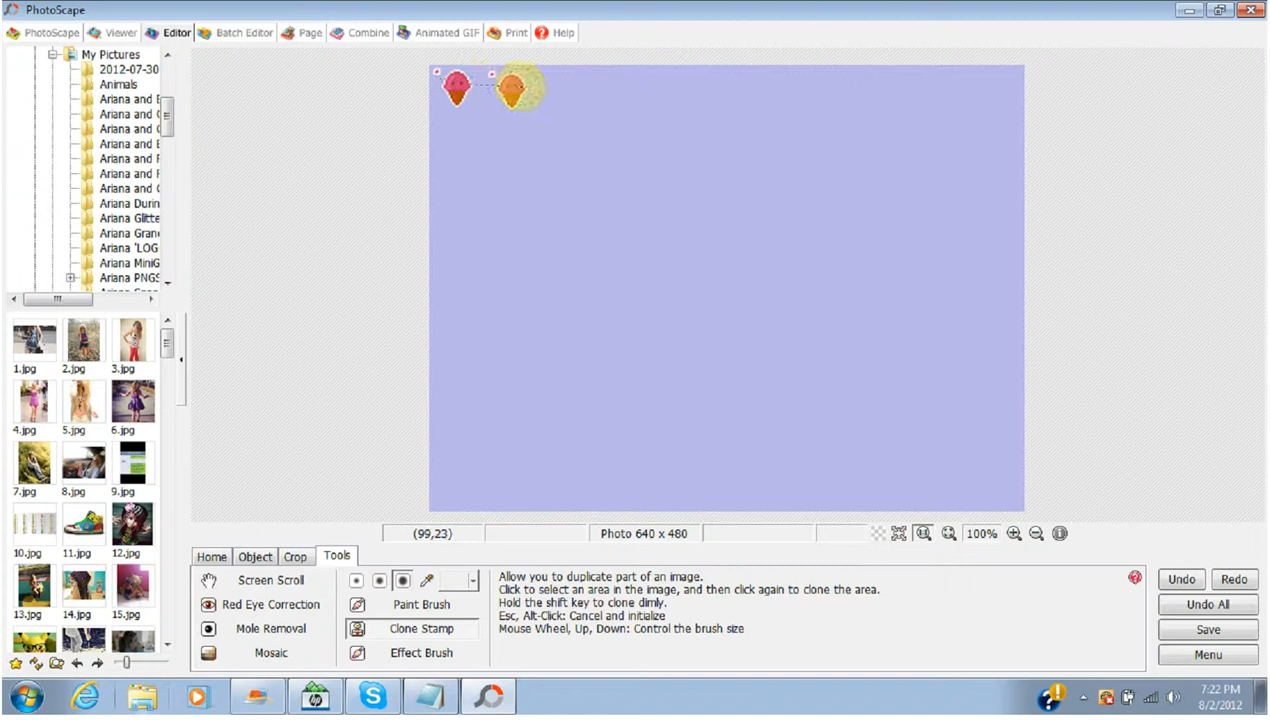 PhotoScape
PhotoScape Viewer Editor Batch Editor Page Combine Animated GIF Print Help
My Pictures
2012-07-30
Animals
Ariana and E
Ariana and C
Ariana and C
Ariana and E
Ariana and F
Ariana and F
Ariana and C
Ariana Durin
Ariana Glitte
Ariana Gran
Ariana 'LOG
Ariana MiniG
Ariana PNGS
1.jpg 2.jpg 3.jpg
4.jpg 5.jpg 6.jpg
7.jpg 8.jpg 9.jpg
10.jpg 11.jpg 12.jpg
13.jpg 14.jpg 15.jpg
(99,23) Photo 640 x 480 100%
Home Object Crop Tools
Screen Scroll
Red Eye Correction
Mole Removal
Mosaic
Paint Brush
Clone Stamp
Effect Brush
Allow you to duplicate part of an image.
Click to select an area in the image, and then click again to clone the area.
Hold the shift key to clone dimly.
Esc, Alt-Click: Cancel and initialize
Mouse Wheel, Up, Down: Control the brush size
Undo Redo
Undo All
Save
Menu
7:22 PM
8/2/2012